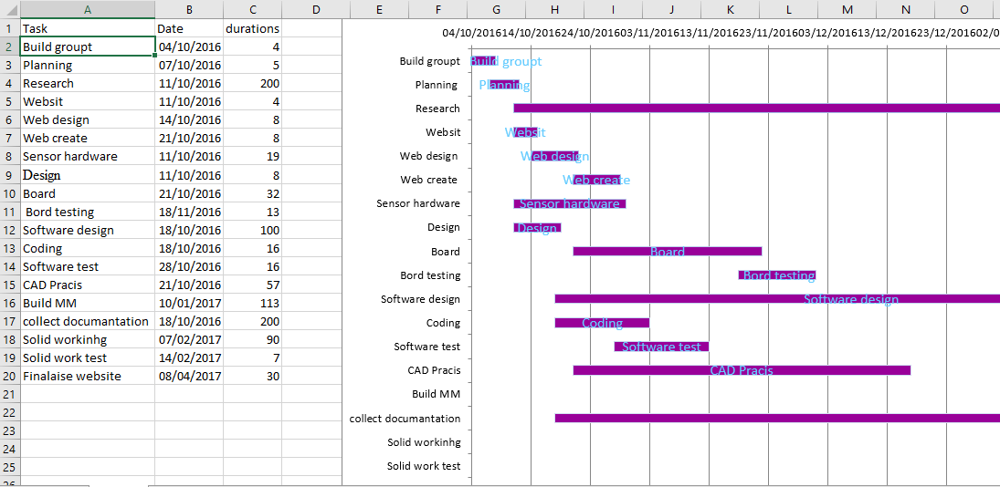 A B C D E F G H I J K L M N O
1 Task Date durations
2 Build groupt 04/10/2016 4
3 Planning 07/10/2016 5
4 Research 11/10/2016 200
5 Websit 11/10/2016 4
6 Web design 14/10/2016 8
7 Web create 21/10/2016 8
8 Sensor hardware 11/10/2016 19
9 Design 11/10/2016 8
10 Board 21/10/2016 32
11 Bord testing 18/11/2016 13
12 Software design 18/10/2016 100
13 Coding 18/10/2016 16
14 Software test 28/10/2016 16
15 CAD Pracis 21/10/2016 57
16 Build MM 10/01/2017 113
17 collect documantation 18/10/2016 200
18 Solid workinhg 07/02/2017 90
19 Solid work test 14/02/2017 7
20 Finalaise website 08/04/2017 30
21
22
23
24
25
26
04/10/201614/10/201624/10/201603/11/201613/11/201623/11/201603/12/201613/12/201623/12/201602/0
Build groupt Build groupt
Planning Planning
Research
Websit Websit
Web design Web design
Web create Web create
Sensor hardware Sensor hardware
Design Design
Board Board
Bord testing Bord testing
Software design Software design
Coding Coding
Software test Software test
CAD Pracis CAD Pracis
Build MM
collect documantation
Solid workinhg
Solid work test